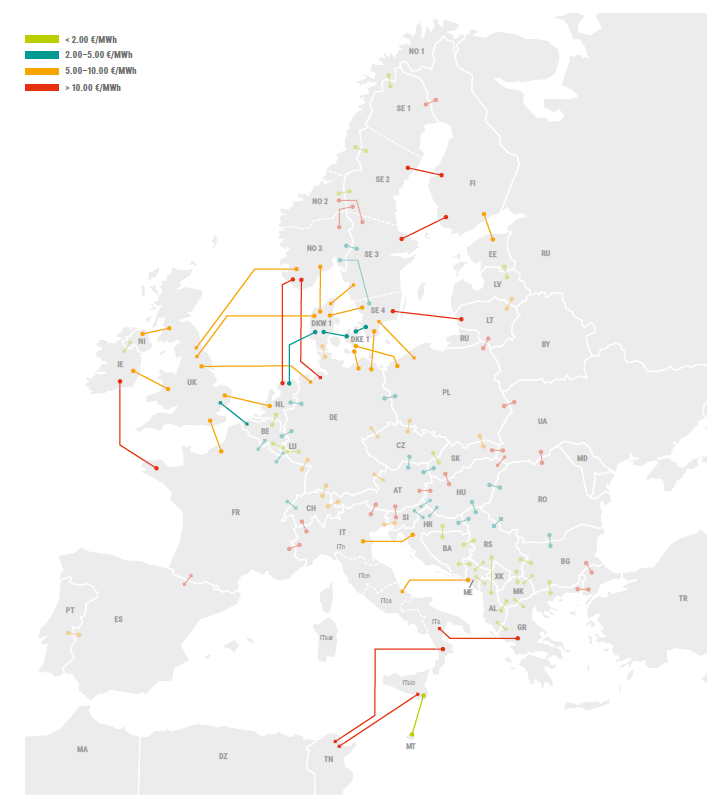 < 2.00 €/MWh
2.00–5.00 €/MWh
5.00–10.00 €/MWh
> 10.00 €/MWh
NO 1
SE 1
SE 2
FI
NO 2
NO 3
SE 3
EE
RU
LV
SE 4
LT
DKW 1
RU
DKE 1
NI
BY
IE
UK
PL
NL
DE
UA
BE
LU
CZ
SK
MD
AT
HU
RO
FR
CH
SI
HR
IT
ITn
BA
RS
BG
ITcn
XK
ME
MK
TR
ITcs
AL
PT
ES
ITs
GR
ITsar
ITsic
MT
MA
DZ
TN